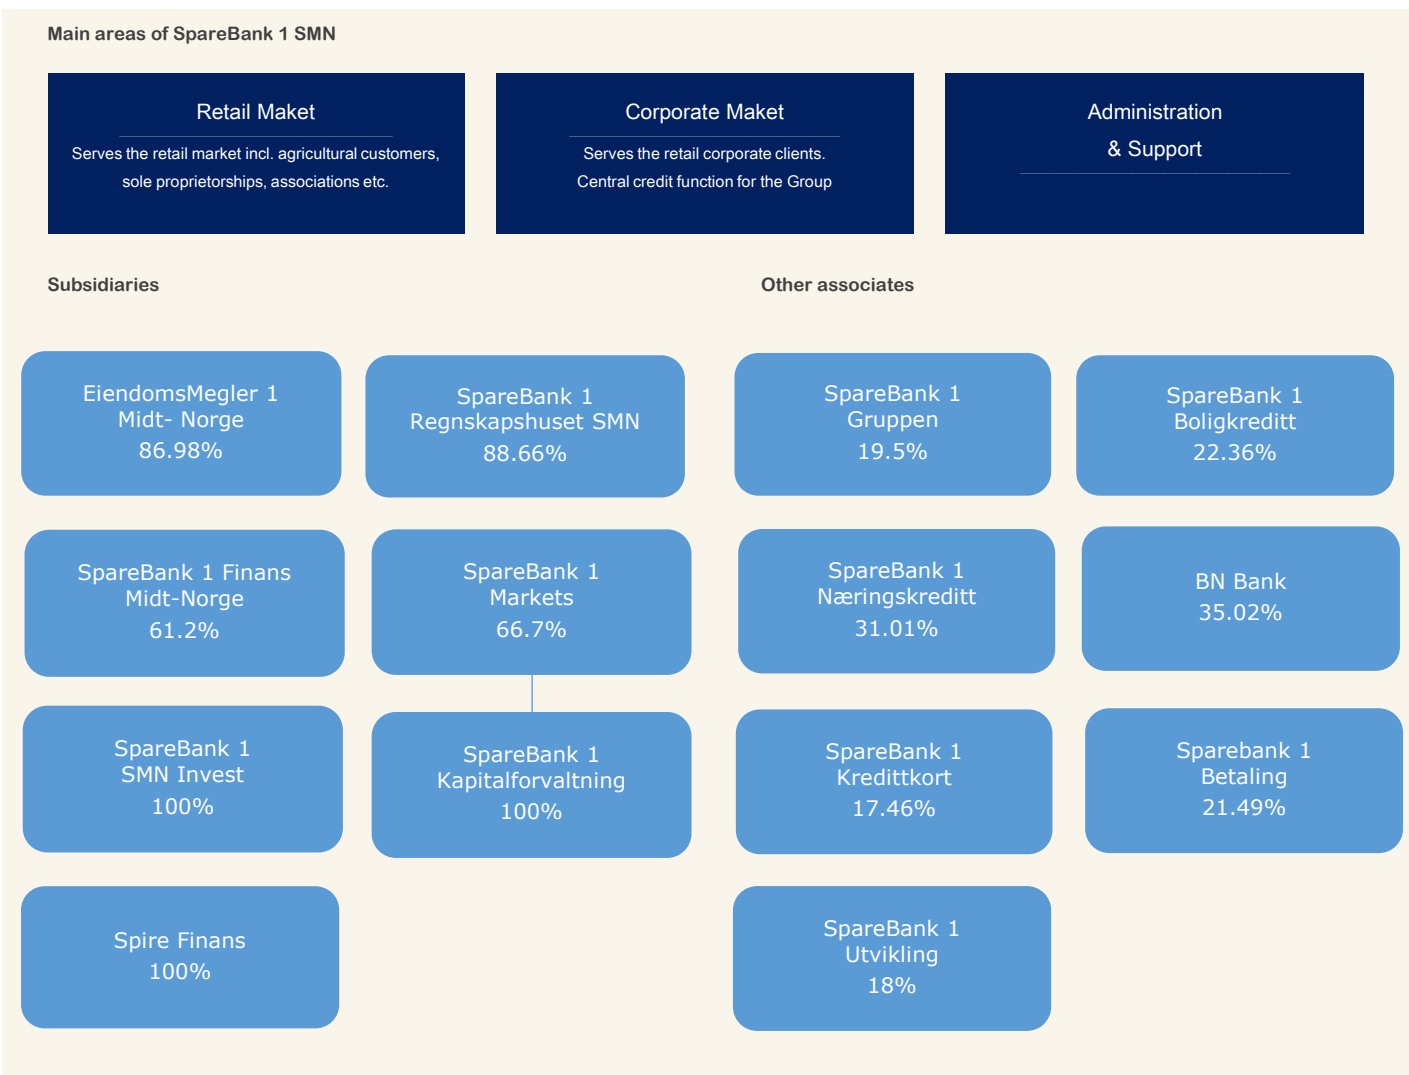 Main areas of SpareBank 1 SMN
Retail Maket
Serves the retail market incl. agricultural customers,
sole proprietorships, associations etc.
Corporate Maket
Serves the retail corporate clients.
Central credit function for the Group
Administration
& Support
Subsidiaries
EiendomsMegler 1
Midt- Norge
86.98%
SpareBank 1
Regnskapshuset SMN
88.66%
SpareBank 1 Finans
Midt-Norge
61.2%
SpareBank 1
Markets
66.7%
SpareBank 1
SMN Invest
100%
SpareBank 1
Kapitalforvaltning
100%
Spire Finans
100%
Other associates
SpareBank 1
Gruppen
19.5%
SpareBank 1
Boligkreditt
22.36%
SpareBank 1
Næringskreditt
31.01%
BN Bank
35.02%
SpareBank 1
Kredittkort
17.46%
Sparebank 1
Betaling
21.49%
SpareBank 1
Utvikling
18%